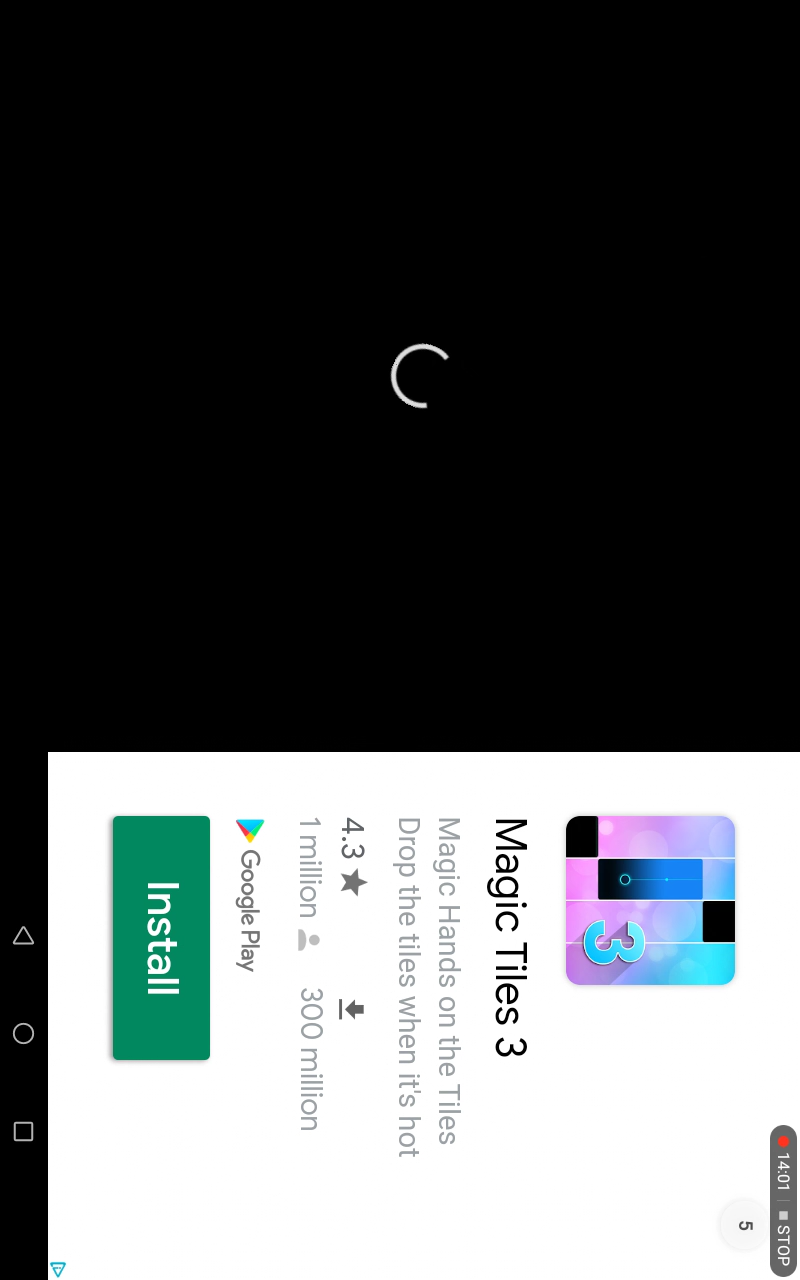 14:01 STOP
5
3
Magic Tiles 3
Magic Hands on the Tiles
Drop the tiles when it's hot
4.3
1 million 300 million
Google Play
Install